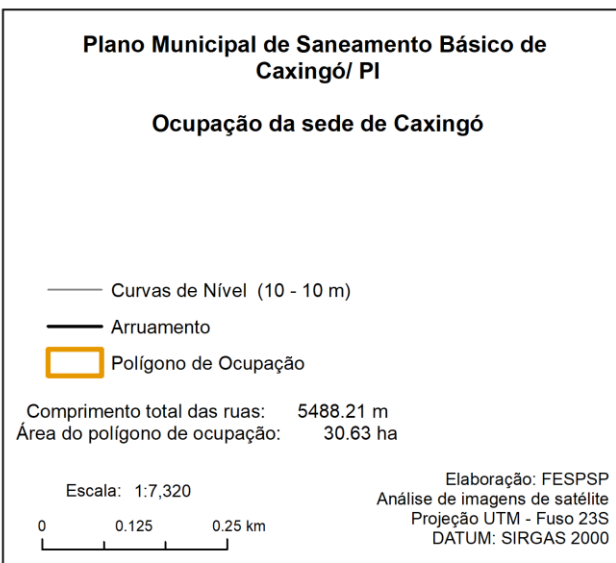 Plano Municipal de Saneamento Básico de
Caxingó/ PI
Ocupação da sede de Caxingó
Curvas de Nível (10 - 10 m)
Arruamento
Polígono de Ocupação
Comprimento total das ruas: 5488.21 m
Área do polígono de ocupação: 30.63 ha
Escala: 1:7,320
0 0.125 0.25 km
Elaboração: FESPSP
Análise de imagens de satélite
Projeção UTM - Fuso 23S
DATUM: SIRGAS 2000